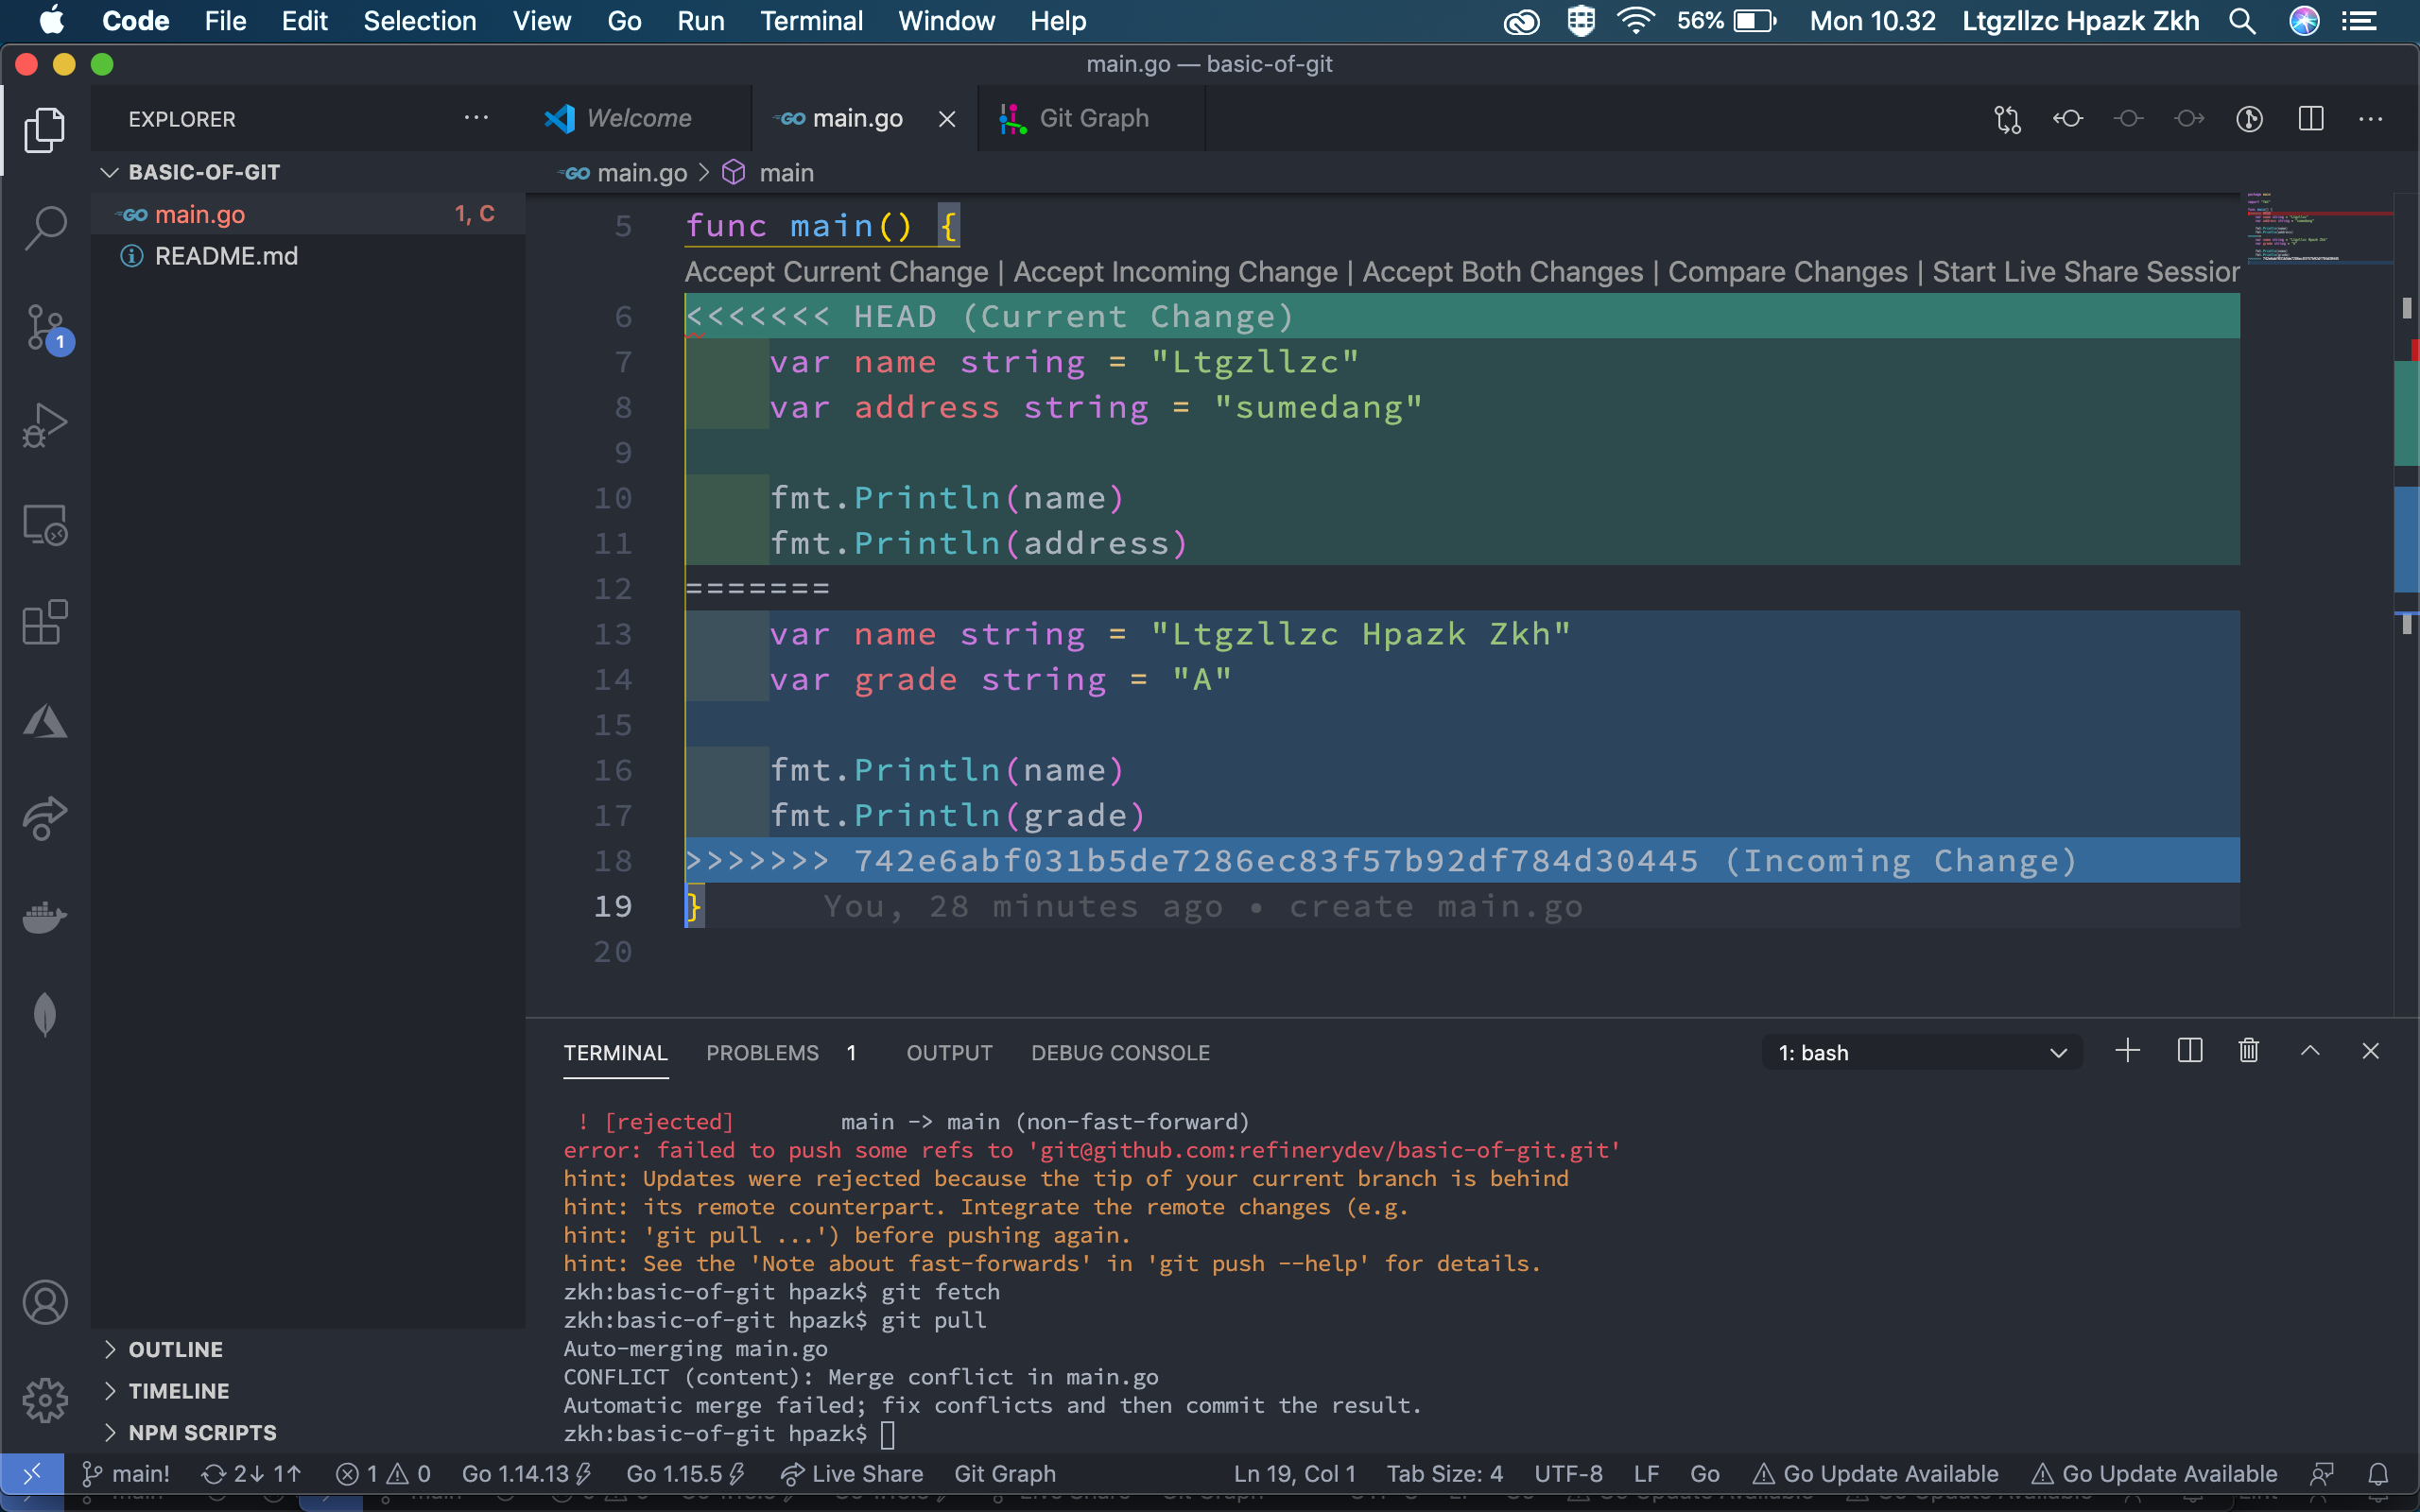 Code File Edit Selection View Go Run Terminal Window Help 56% Mon 10.32 Ltgzllzc Hpazk Zkh
main.go — basic-of-git
EXPLORER ... Welcome GO main.go Git Graph
BASIC-OF-GIT
GO main.go > main
GO main.go 1, C
README.md
1
5 func main() {
Accept Current Change | Accept Incoming Change | Accept Both Changes | Compare Changes | Start Live Share Session
6 <<<<<<< HEAD (Current Change)
7 var name string = "Ltgzllzc"
8 var address string = "sumedang"
9
10 fmt.Println(name)
11 fmt.Println(address)
12 =======
13 var name string = "Ltgzllzc Hpazk Zkh"
14 var grade string = "A"
15
16 fmt.Println(name)
17 fmt.Println(grade)
18 >>>>>>> 742e6abf031b5de7286ec83f57b92df784d30445 (Incoming Change)
19 } You, 28 minutes ago • create main.go
20
TERMINAL PROBLEMS 1 OUTPUT DEBUG CONSOLE 1: bash
! [rejected] main -> main (non-fast-forward)
error: failed to push some refs to 'git@github.com:refinerydev/basic-of-git.git'
hint: Updates were rejected because the tip of your current branch is behind
hint: its remote counterpart. Integrate the remote changes (e.g.
hint: 'git pull ...') before pushing again.
hint: See the 'Note about fast-forwards' in 'git push --help' for details.
zkh:basic-of-git hpazk$ git fetch
zkh:basic-of-git hpazk$ git pull
Auto-merging main.go
CONFLICT (content): Merge conflict in main.go
Automatic merge failed; fix conflicts and then commit the result.
zkh:basic-of-git hpazk$
OUTLINE
TIMELINE
NPM SCRIPTS
main! 2↓ 1↑ 1 0 Go 1.14.13 Go 1.15.5 Live Share Git Graph Ln 19, Col 1 Tab Size: 4 UTF-8 LF Go Go Update Available Go Update Available